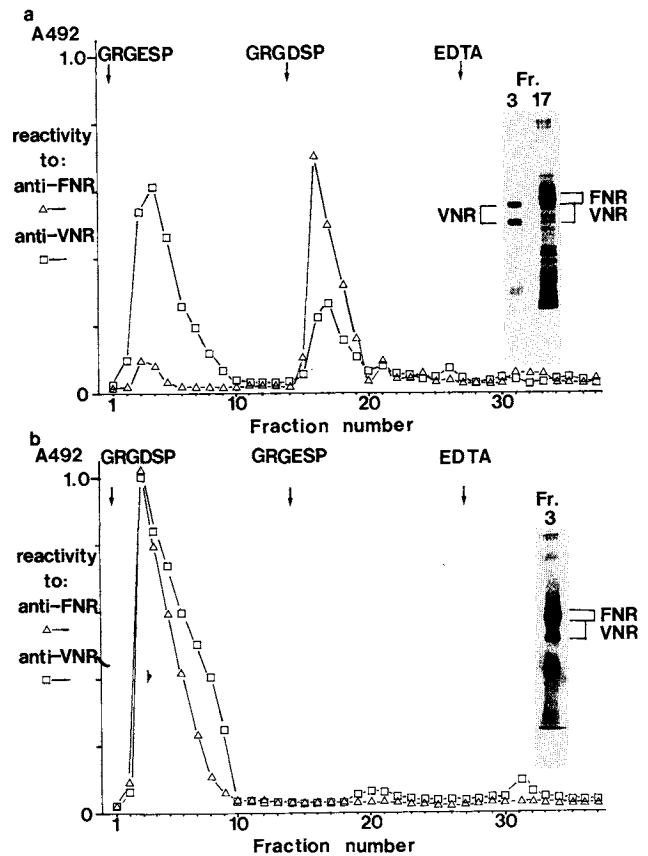 a
A492
GRGESP GRGDSP EDTA
1.0
Fr.
3 17
reactivity
to:
anti-FNR
anti-VNR
FNR
VNR VNR
0
1 10 20 30
Fraction number
b
A492 GRGDSP GRGESP EDTA
1.0
Fr.
3
reactivity
to:
anti-FNR
anti-VNR
FNR
VNR
0
1 10 20 30
Fraction number